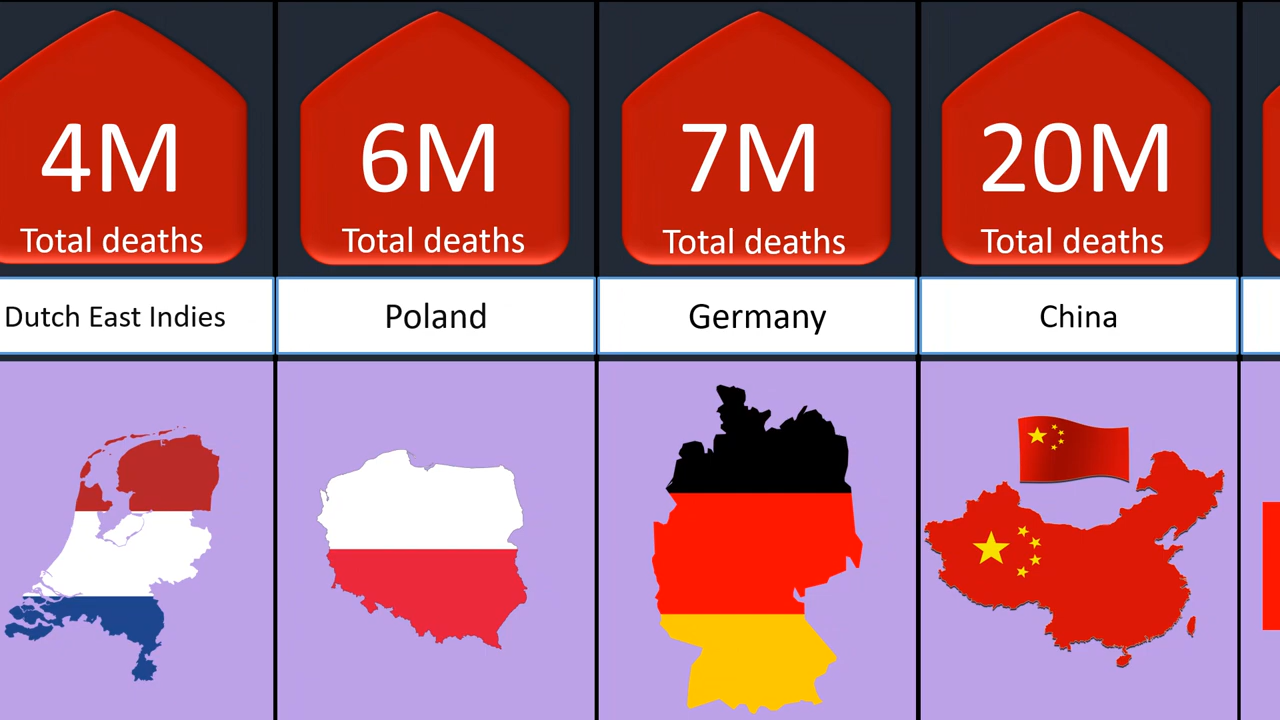 4M
Total deaths
Dutch East Indies
6M
Total deaths
Poland
7M
Total deaths
Germany
20M
Total deaths
China